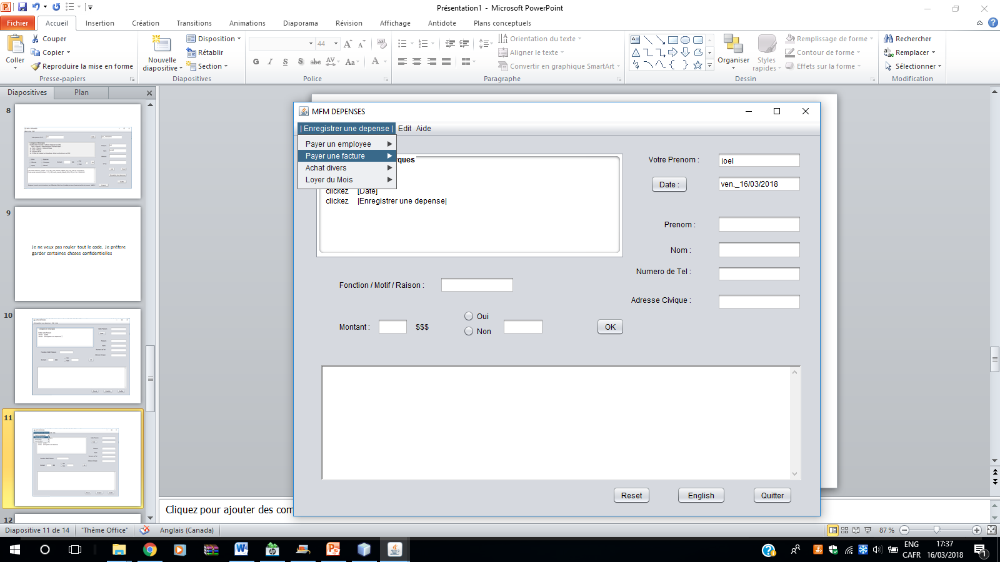 Présentation1 - Microsoft PowerPoint
Fichier Accueil Insertion Création Transitions Animations Diaporama Révision Affichage Antidote Plans conceptuels
Coller
Couper
Copier
Reproduire la mise en forme
Presse-papiers
Nouvelle diapositive
Disposition
Rétablir
Section
Diapositives
44
G I S S abc AV Aa A
Police
Orientation du texte
Aligner le texte
Convertir en graphique SmartArt
Paragraphe
Organiser
Styles rapides
Remplissage de forme
Contour de forme
Effets sur la forme
Dessin
Rechercher
Remplacer
Sélectionner
Modification
Diapositives Plan
8
9
Je ne veux pas rouler tout le code. Je préfere
garder certaines choses confidentielles
10
11
12
MFM DEPENSES
| Enregistrer une depense | Edit Aide
Payer un employee
Payer une facture
Achat divers
Loyer du Mois
rques
clickez [Date]
clickez |Enregistrer une depense|
Votre Prenom : joel
Date : ven._16/03/2018
Prenom :
Nom :
Numero de Tel :
Adresse Civique :
Fonction / Motif / Raison :
Montant : $$$
Oui
Non
OK
Reset English Quitter
Cliquez pour ajouter des com
Diapositive 11 de 14 "Thème Office" Anglais (Canada) 87 %
ENG
CAFR
17:37
16/03/2018
1